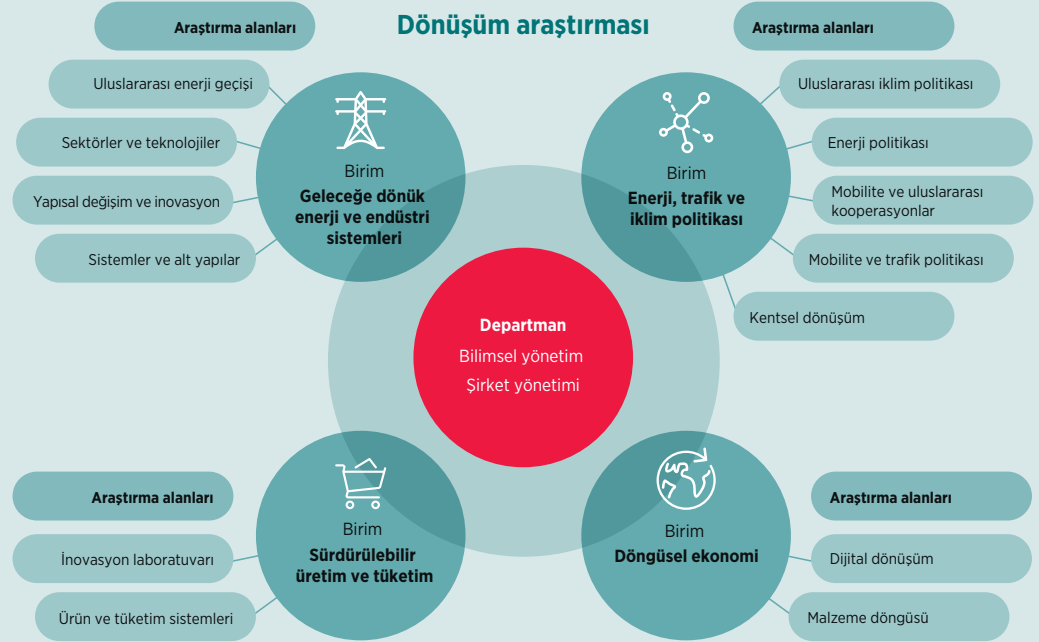 Dönüşüm araştırması
Araştırma alanları
Uluslararası enerji geçişi
Sektörler ve teknolojiler
Yapısal değişim ve inovasyon
Sistemler ve alt yapılar
Birim
Geleceğe dönük
enerji ve endüstri
sistemleri
Araştırma alanları
Uluslararası iklim politikası
Enerji politikası
Mobilite ve uluslararası
kooperasyonlar
Mobilite ve trafik politikası
Kentsel dönüşüm
Birim
Enerji, trafik ve
iklim politikası
Departman
Bilimsel yönetim
Şirket yönetimi
Araştırma alanları
İnovasyon laboratuvarı
Ürün ve tüketim sistemleri
Birim
Sürdürülebilir
üretim ve tüketim
Birim
Döngüsel ekonomi
Araştırma alanları
Dijital dönüşüm
Malzeme döngüsü